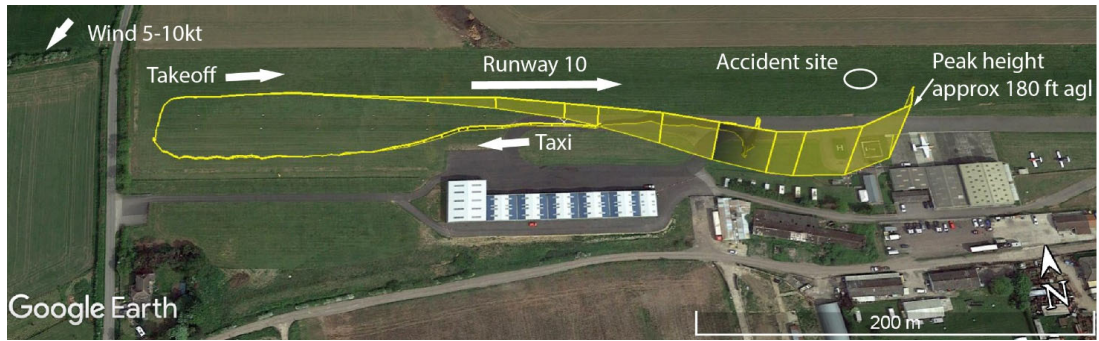 Wind 5-10kt
Takeoff
Runway 10
Accident site
Peak height
approx 180 ft agl
Taxi
H
N
Google Earth
200 m